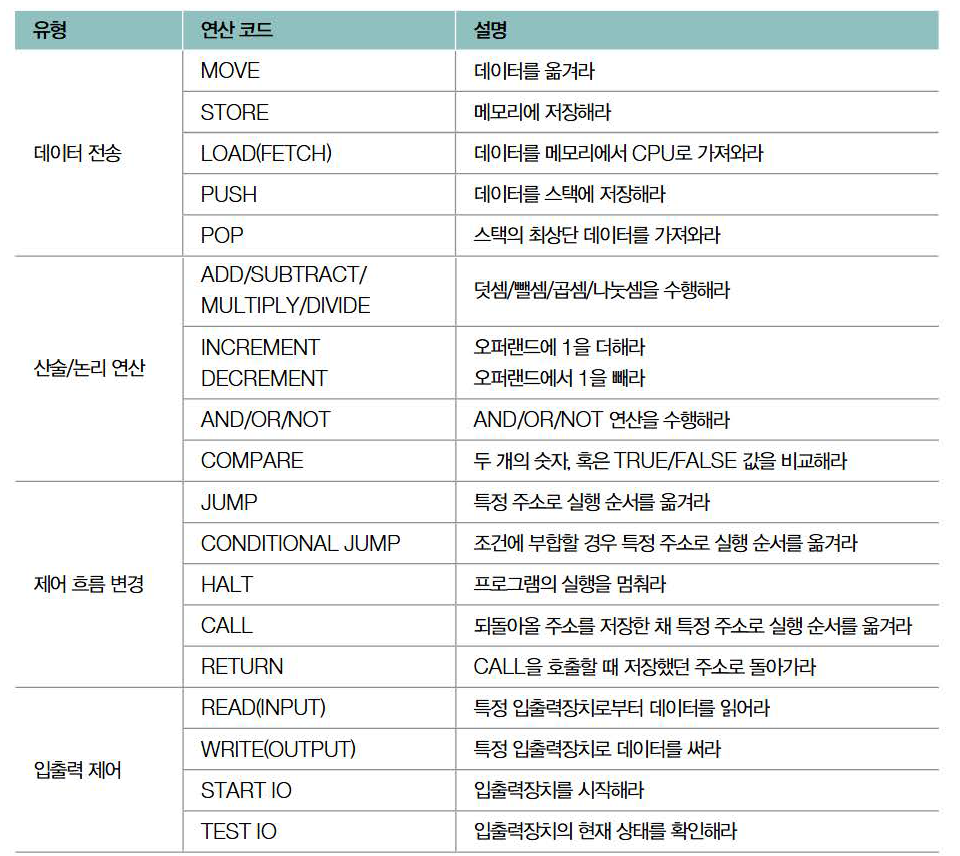 유형 연산 코드 설명
데이터 전송
MOVE 데이터를 옮겨라
STORE 메모리에 저장해라
LOAD(FETCH) 데이터를 메모리에서 CPU로 가져와라
PUSH 데이터를 스택에 저장해라
POP 스택의 최상단 데이터를 가져와라
산술/논리 연산
ADD/SUBTRACT/
MULTIPLY/DIVIDE
덧셈/뺄셈/곱셈/나눗셈을 수행해라
INCREMENT 오퍼랜드에 1을 더해라
DECREMENT 오퍼랜드에서 1을 빼라
AND/OR/NOT AND/OR/NOT 연산을 수행해라
COMPARE 두 개의 숫자, 혹은 TRUE/FALSE 값을 비교해라
제어 흐름 변경
JUMP 특정 주소로 실행 순서를 옮겨라
CONDITIONAL JUMP 조건에 부합할 경우 특정 주소로 실행 순서를 옮겨라
HALT 프로그램의 실행을 멈춰라
CALL 되돌아올 주소를 저장한 채 특정 주소로 실행 순서를 옮겨라
RETURN CALL을 호출할 때 저장했던 주소로 돌아가라
입출력 제어
READ(INPUT) 특정 입출력장치로부터 데이터를 읽어라
WRITE(OUTPUT) 특정 입출력장치로 데이터를 써라
START IO 입출력장치를 시작해라
TEST IO 입출력장치의 현재 상태를 확인해라